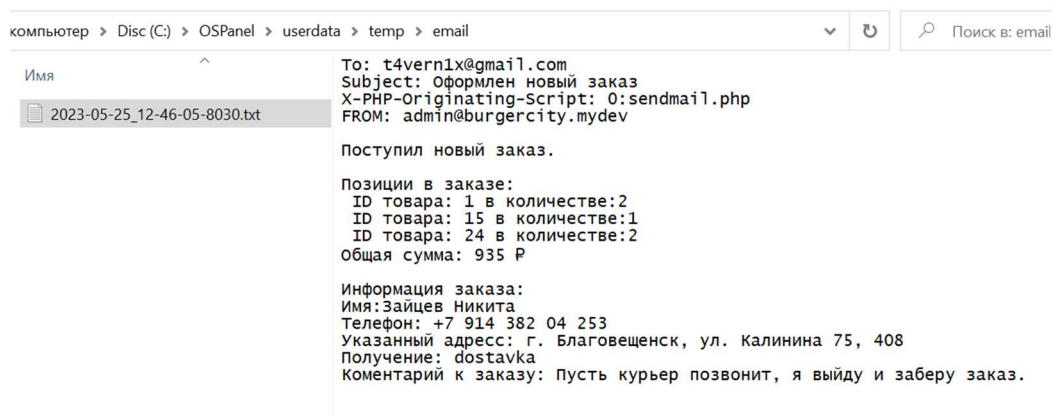 компьютер > Disc (C:) > OSPanel > userdata > temp > email
Поиск в: email
Имя
2023-05-25_12-46-05-8030.txt
To: t4vern1x@gmail.com
Subject: Оформлен новый заказ
X-PHP-Originating-Script: 0:sendmail.php
FROM: admin@burgercity.mydev
Поступил новый заказ.
Позиции в заказе:
ID товара: 1 в количестве:2
ID товара: 15 в количестве:1
ID товара: 24 в количестве:2
Общая сумма: 935 ₽
Информация заказа:
Имя:Зайцев Никита
Телефон: +7 914 382 04 253
Указанный адресс: г. Благовещенск, ул. Калинина 75, 408
Получение: dostavka
Коментарий к заказу: Пусть курьер позвонит, я выйду и заберу заказ.